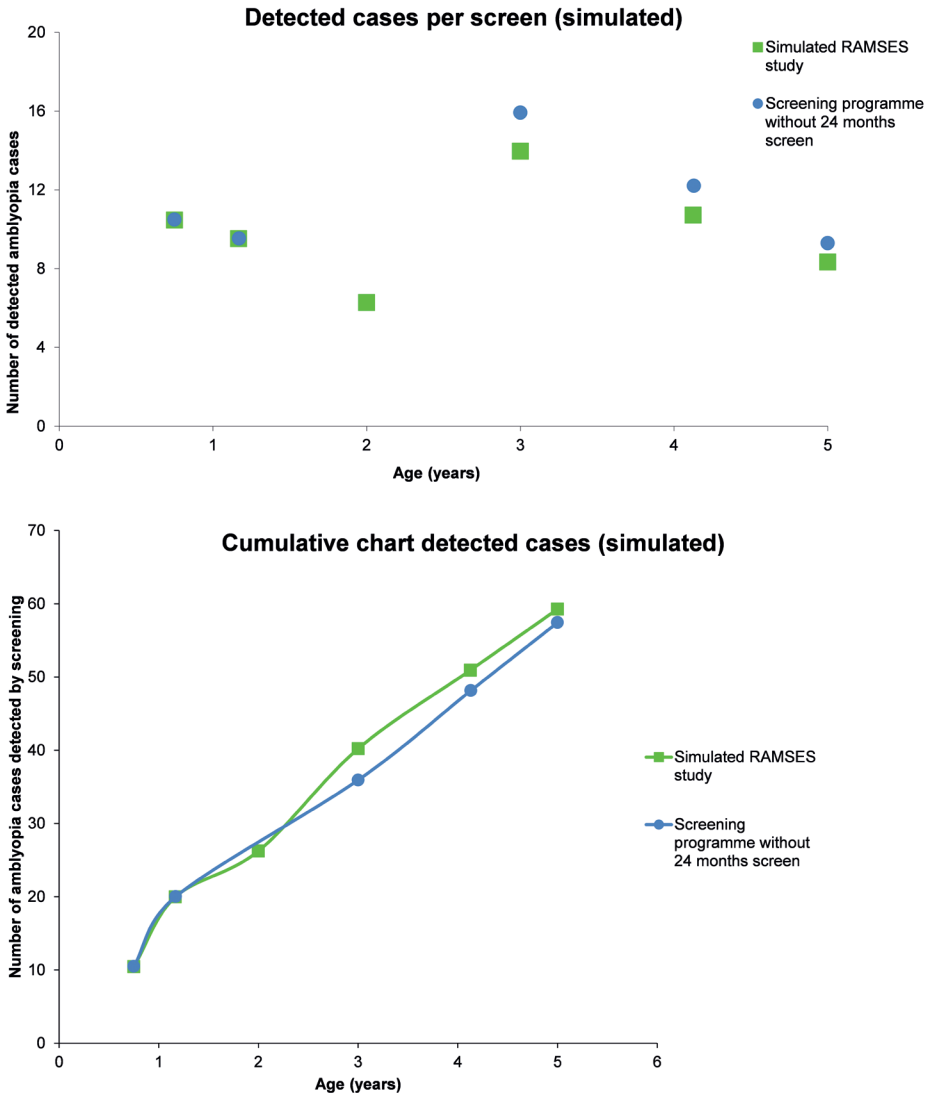 Detected cases per screen (simulated)
20
16
12
8
4
0
Number of detected amblyopia cases
0 1 2 3 4 5
Age (years)
Simulated RAMSES
study
Screening programme
without 24 months
screen
Cumulative chart detected cases (simulated)
70
60
50
40
30
20
10
0
Number of amblyopia cases detected by screening
0 1 2 3 4 5 6
Age (years)
Simulated RAMSES
study
Screening
programme without
24 months screen